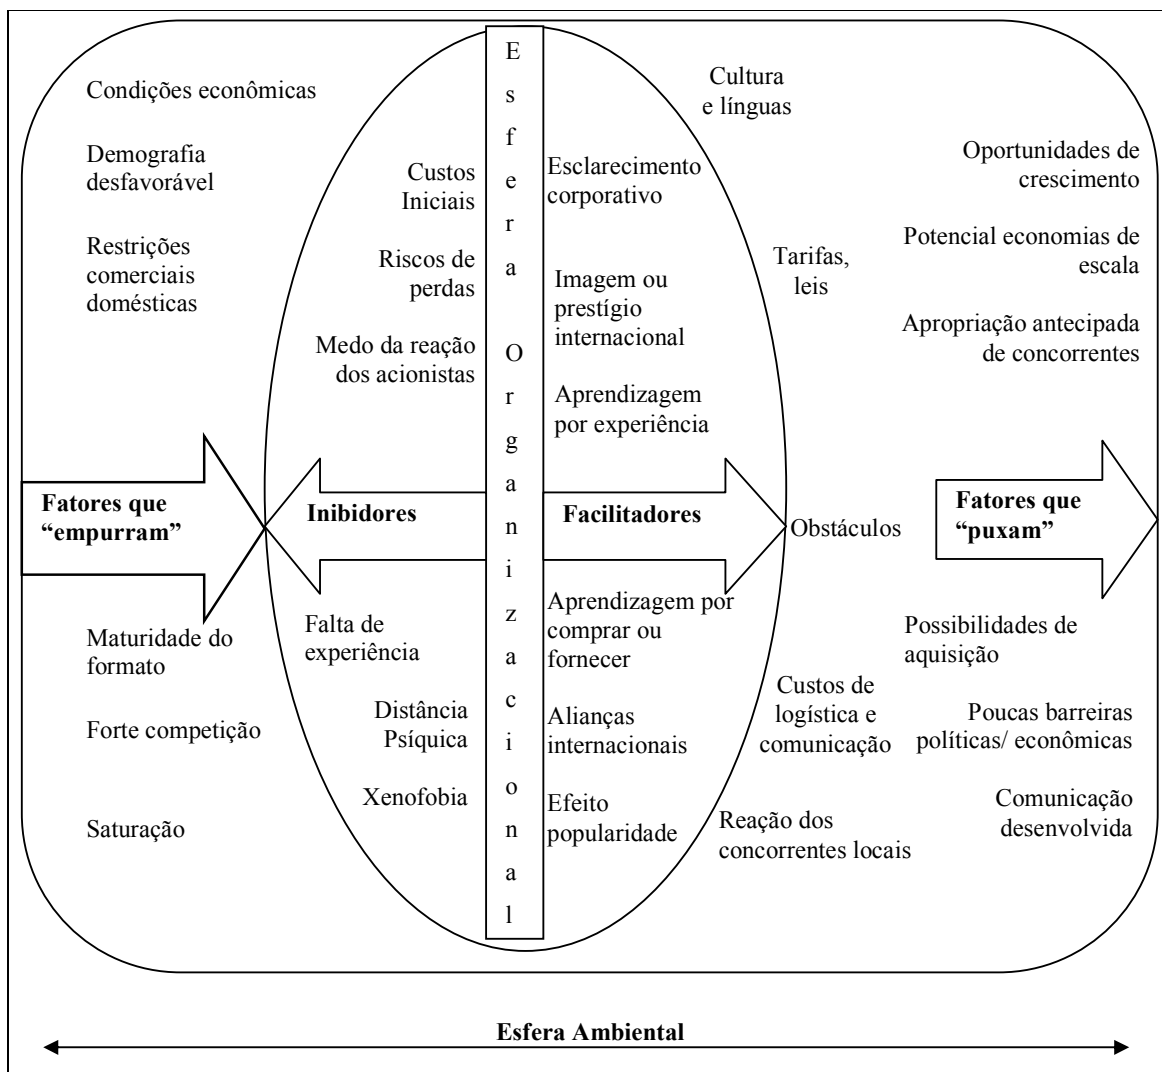 Condições econômicas
Demografia
desfavorável
Restrições
comerciais
domésticas
Fatores que
“empurram”
Maturidade do
formato
Forte competição
Saturação
Custos
Iniciais
Riscos de
perdas
Medo da reação
dos acionistas
Inibidores
Falta de
experiência
Distância
Psíquica
Xenofobia
Esfera Organizacional
Esclarecimento
corporativo
Imagem ou
prestígio
internacional
Aprendizagem
por experiência
Facilitadores
Aprendizagem por
comprar ou
fornecer
Alianças
internacionais
Efeito
popularidade
Cultura
e línguas
Tarifas,
leis
Obstáculos
Custos de
logística e
comunicação
Reação dos
concorrentes locais
Oportunidades de
crescimento
Potencial economias de
escala
Apropriação antecipada
de concorrentes
Fatores que
“puxam”
Possibilidades de
aquisição
Poucas barreiras
políticas/ econômicas
Comunicação
desenvolvida
Esfera Ambiental